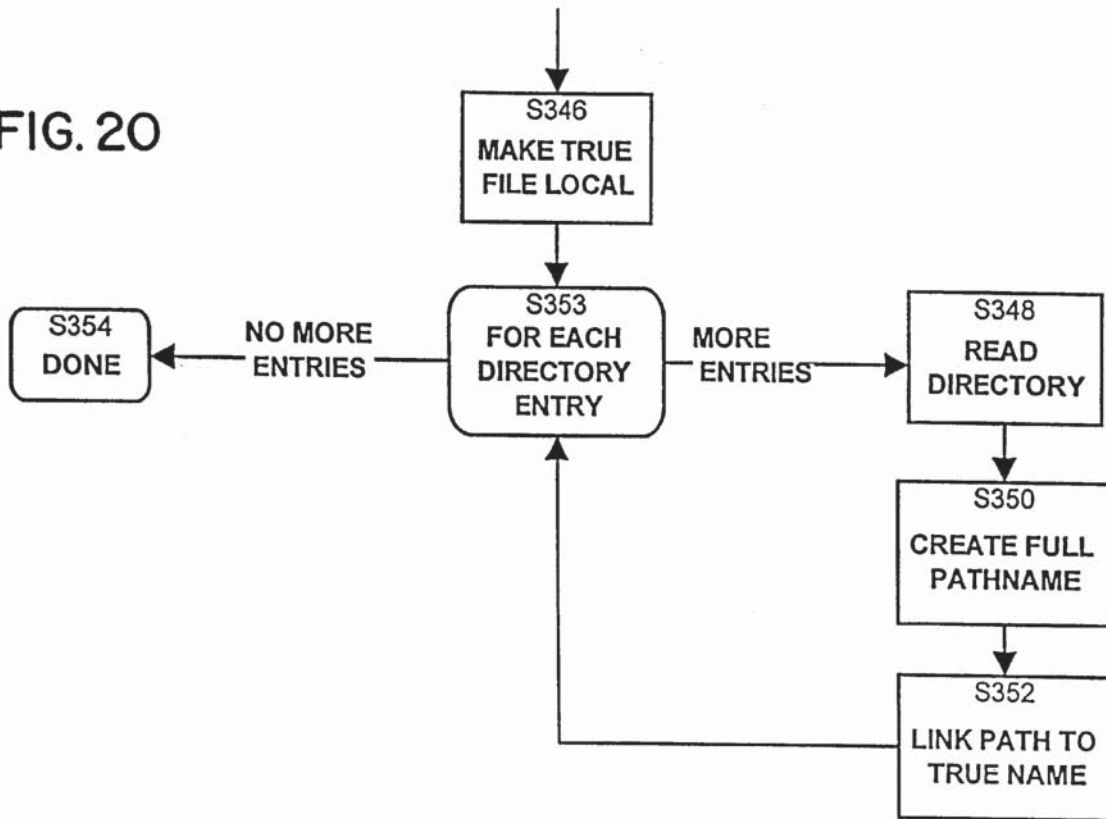 FIG. 20
S346
MAKE TRUE
FILE LOCAL
S354
DONE
NO MORE
ENTRIES
S353
FOR EACH
DIRECTORY
ENTRY
MORE
ENTRIES
S348
READ
DIRECTORY
S350
CREATE FULL
PATHNAME
S352
LINK PATH TO
TRUE NAME